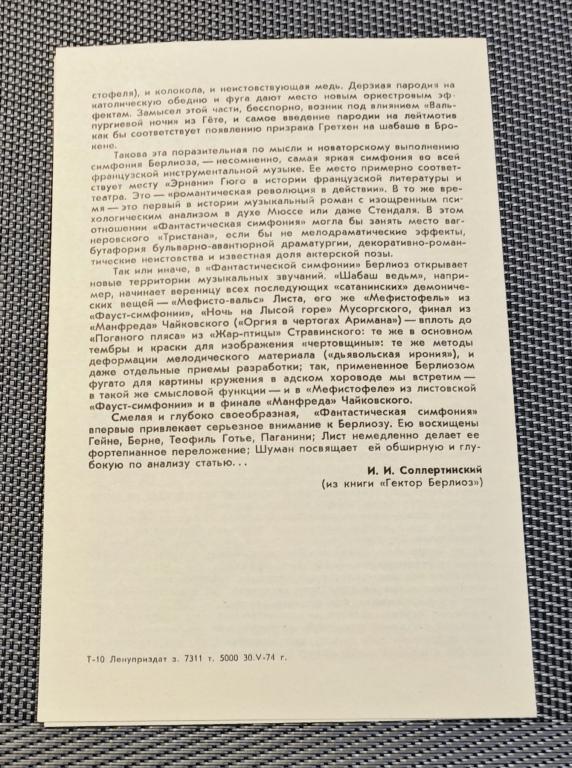 стофеля), и колокола, и неистовствующая медь. Дерзкая пародия на
католическую обедню и фуга дают место новым оркестровым эф-
фектам. Замысел этой части, бесспорно, возник под влиянием «Валь-
пургиевой ночи» из Гёте, и самое введение пародии на лейтмотив
как бы соответствует появлению призрака Гретхен на шабаше в Бро-
кене.
Такова эта поразительная по мысли и новаторскому выполнению
симфония Берлиоза, — несомненно, самая яркая симфония во всей
французской инструментальной музыке. Ее место примерно соответ-
ствует месту «Эрнани» Гюго в истории французской литературы и
театра. Это — «романтическая революция в действии». В то же вре-
мя — это первый в истории музыкальный роман с изощренным пси-
хологическим анализом в духе Мюссе или даже Стендаля. В этом
отношении «Фантастическая симфония» могла бы занять место ваг-
неровского «Тристана», если бы не мелодраматические эффекты,
бутафория бульварно-авантюрной драматургии, декоративно-роман-
тические неистовства и известная доля актерской позы.
Так или иначе, в «Фантастической симфонии» Берлиоз открывает
новые территории музыкальных звучаний. «Шабаш ведьм», напри-
мер, начинает вереницу всех последующих «сатанинских» демониче-
ских вещей — «Мефисто-вальс» Листа, его же «Мефистофель» из
«Фауст-симфонии», «Ночь на Лысой горе» Мусоргского, финал из
«Манфреда» Чайковского («Оргия в чертогах Аримана») — вплоть до
«Поганого пляса» из «Жар-птицы» Стравинского: те же в основном
тембры и краски для изображения «чертовщины»: те же методы
деформации мелодического материала («дьявольская ирония»), и
даже отдельные приемы разработки; так, примененное Берлиозом
фугато для картины кружения в адском хороводе мы встретим —
в такой же смысловой функции — и в «Мефистофеле» из листовской
«Фауст-симфонии» и в финале «Манфреда» Чайковского.
Смелая и глубоко своеобразная, «Фантастическая симфония»
впервые привлекает серьезное внимание к Берлиозу. Ею восхищены
Гейне, Берне, Теофиль Готье, Паганини; Лист немедленно делает ее
фортепианное переложение; Шуман посвящает ей обширную и глу-
бокую по анализу статью...
И. И. Соллертинский
(из книги «Гектор Берлиоз»)
Т-10 Ленуприздат з. 7311 т. 5000 30.V-74 г.